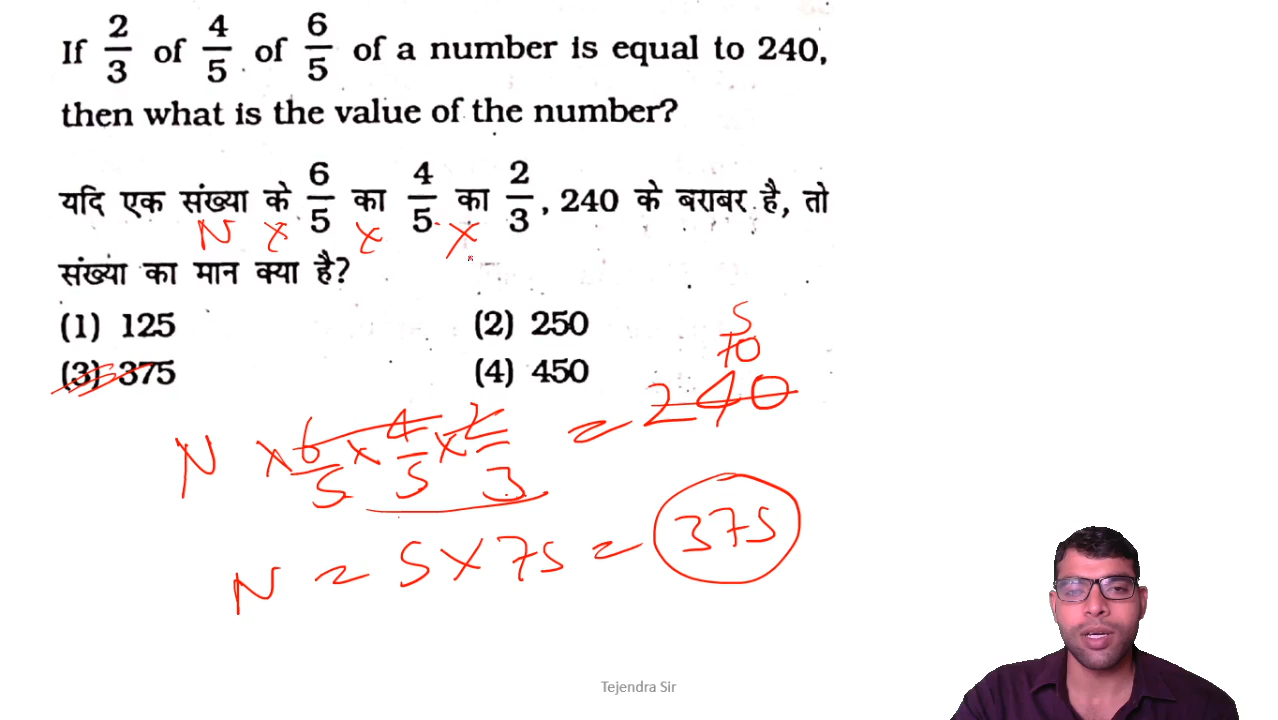 If 2/3 of 4/5 of 6/5 of a number is equal to 240,
then what is the value of the number?
यदि एक संख्या के 6/5 का 4/5 का 2/3, 240 के बराबर है, तो
N × × ×
संख्या का मान क्या है?
(1) 125 (2) 250
(3) 375 (4) 450
5
10
N × 6/5 × 4/5 × 2/3 = 240
N = 5 × 75 = 375
Tejendra Sir